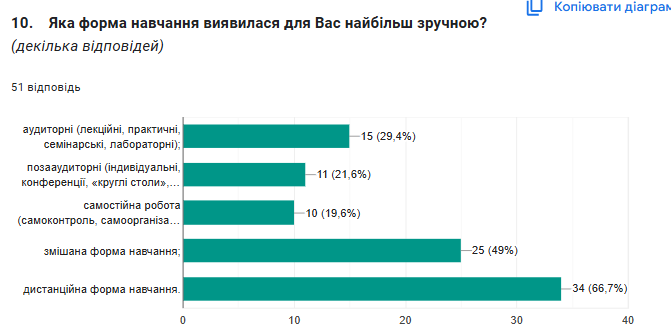 Копіювати діаграм
10. Яка форма навчання виявилася для Вас найбільш зручною?
(декілька відповідей)
51 відповідь
аудиторні (лекційні, практичні,
семінарські, лабораторні);
15 (29,4%)
позааудиторні (індивідуальні,
конференції, «круглі столи»,…
11 (21,6%)
самостійна робота
(самоконтроль, самоорганіза…
10 (19,6%)
змішана форма навчання;
25 (49%)
дистанційна форма навчання.
34 (66,7%)
0 10 20 30 40